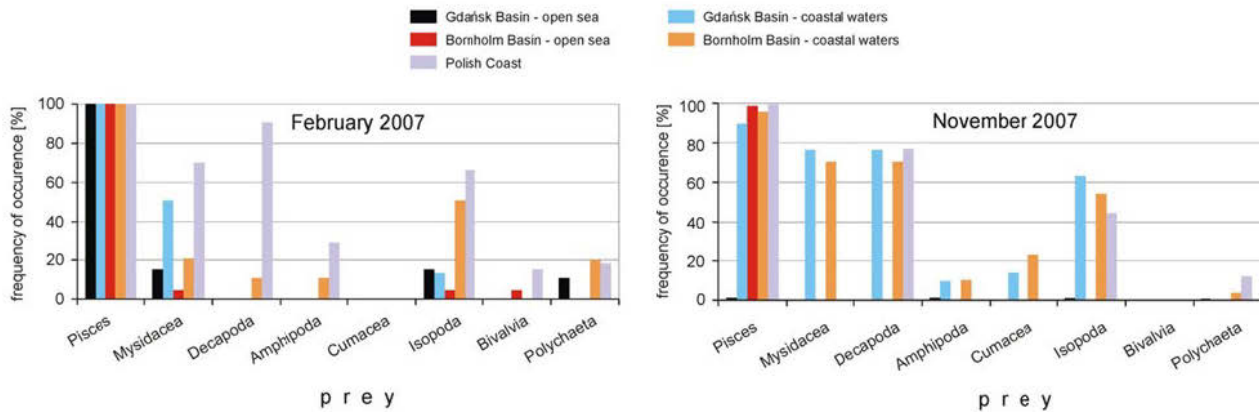 Gdańsk Basin - open sea
Bornholm Basin - open sea
Polish Coast
Gdańsk Basin - coastal waters
Bornholm Basin - coastal waters
February 2007
frequency of occurence [%]
100
80
60
40
20
0
Pisces
Mysidacea
Decapoda
Amphipoda
Cumacea
Isopoda
Bivalvia
Polychaeta
prey
November 2007
frequency of occurence [%]
100
80
60
40
20
0
Pisces
Mysidacea
Decapoda
Amphipoda
Cumacea
Isopoda
Bivalvia
Polychaeta
prey